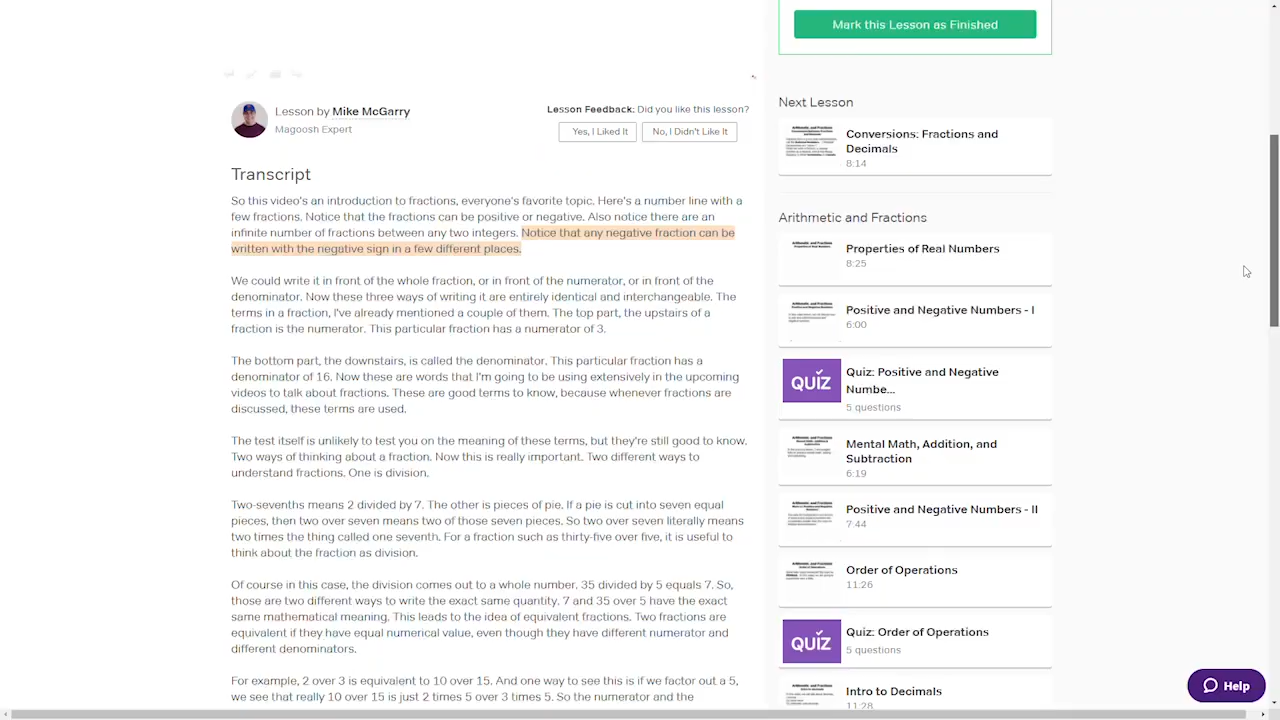 Mark this Lesson as Finished
Lesson by Mike McGarry
Magoosh Expert
Lesson Feedback: Did you like this lesson?
Yes, I Liked It
No, I Didn't Like It
Transcript
So this video's an introduction to fractions, everyone's favorite topic. Here's a number line with
a few fractions. Notice that the fractions can be positive or negative. Also notice there are an
infinite number of fractions between any two integers. Notice that any negative fraction can be
written with the negative sign in a few different places.
We could write it in front of the whole fraction, or in front of the numerator, or in front of the
denominator. Now these three ways of writing it are entirely identical and interchangeable. The
terms for a fraction, I've already mentioned a couple of these. The top part, the upstairs of a
fraction is the numerator. This particular fraction has a numerator of 3.
The bottom part, the downstairs, is called the denominator. This particular fraction has a
denominator of 16. Now these are words that I'm going to be using extensively in the upcoming
videos to talk about fractions. These are good terms to know, because whenever fractions are
discussed, these terms are used.
The test itself is unlikely to test you on the meaning of these terms, but they're still good to know.
Two ways of thinking about a fraction. Now this is really important. Two different ways to
understand fractions, one is division.
Two-sevenths means 2 divided by 7. The other is pieces of a pie. If a pie is cut into seven equal
pieces, then this fraction means two of those seven pieces. Two over seven literally means
two times the thing called one seventh. For a fraction such as thirty-five over five, it is useful to
think about the fraction as division.
Of course in this case, the fraction comes out to a whole number, 35 divided by 5 equals 7,
those are two different ways to write the exact same quantity. 7 and 35 over 5 have the exact
same mathematical meaning. This leads to the idea of equivalent fractions. Two fractions are
equivalent if they have equal numerical value, even though they have different numerator and
different denominators.
For example, 2 over 3 is equivalent to 10 over 15. And one way to see this is if we factor out a 5,
we see that really 10 over 15 is just 2 times 5 over 3 times 5. So to the numerator and the
Next Lesson
Conversions: Fractions and
Decimals
8:14
Arithmetic and Fractions
Properties of Real Numbers
8:25
Positive and Negative Numbers - I
6:00
QUIZ
Quiz: Positive and Negative
Numbe...
5 questions
Mental Math, Addition, and
Subtraction
6:19
Positive and Negative Numbers - II
7:44
Order of Operations
11:26
QUIZ
Quiz: Order of Operations
5 questions
Intro to Decimals
11:28